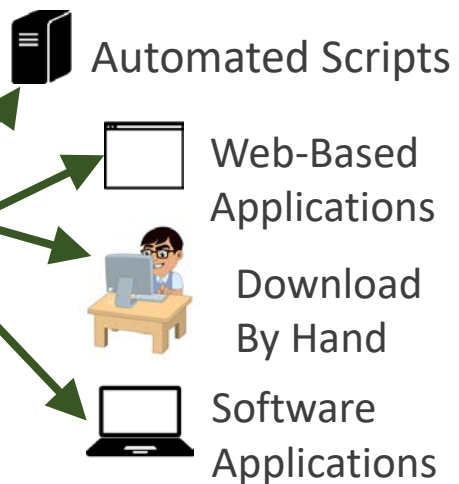 Automated Scripts
Web-Based
Applications
Download
By Hand
Software
Applications